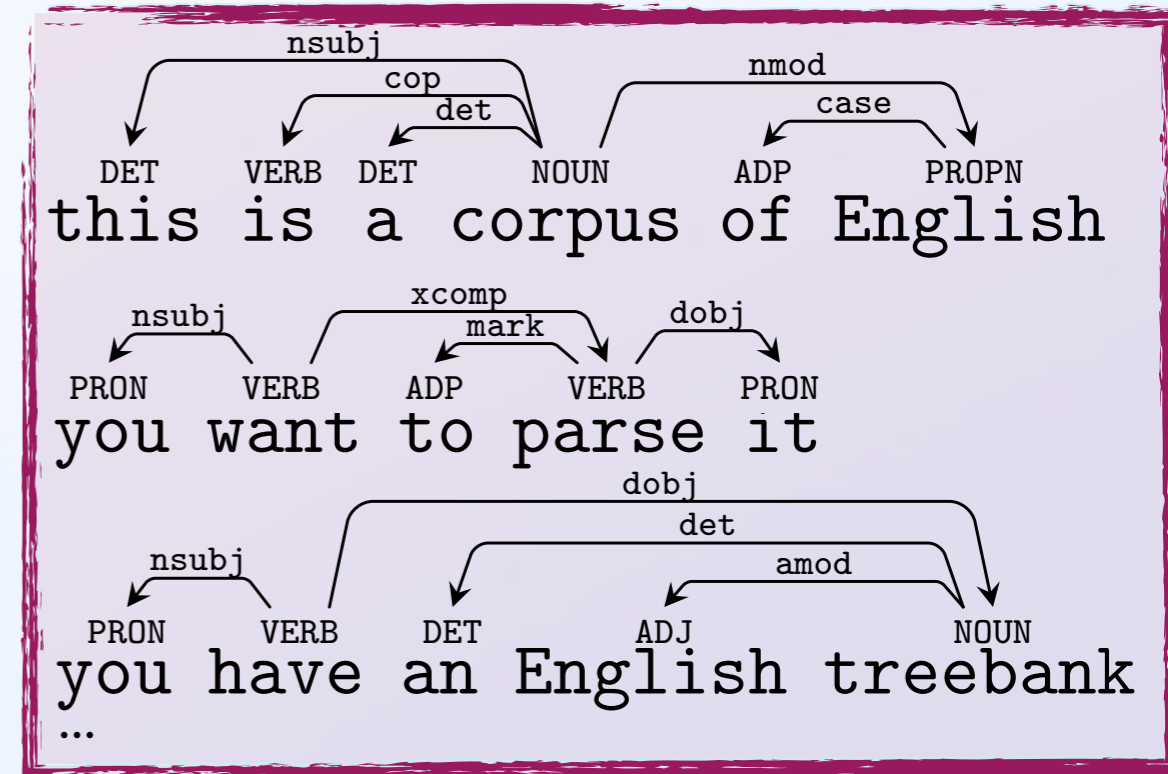 nsubj
cop
nmod
det
case
DET VERB DET NOUN ADP PROPN
this is a corpus of English
xcomp
nsubj
mark
dobj
PRON VERB ADP VERB PRON
you want to parse it
dobj
det
nsubj
amod
PRON VERB DET ADJ NOUN
you have an English treebank
...